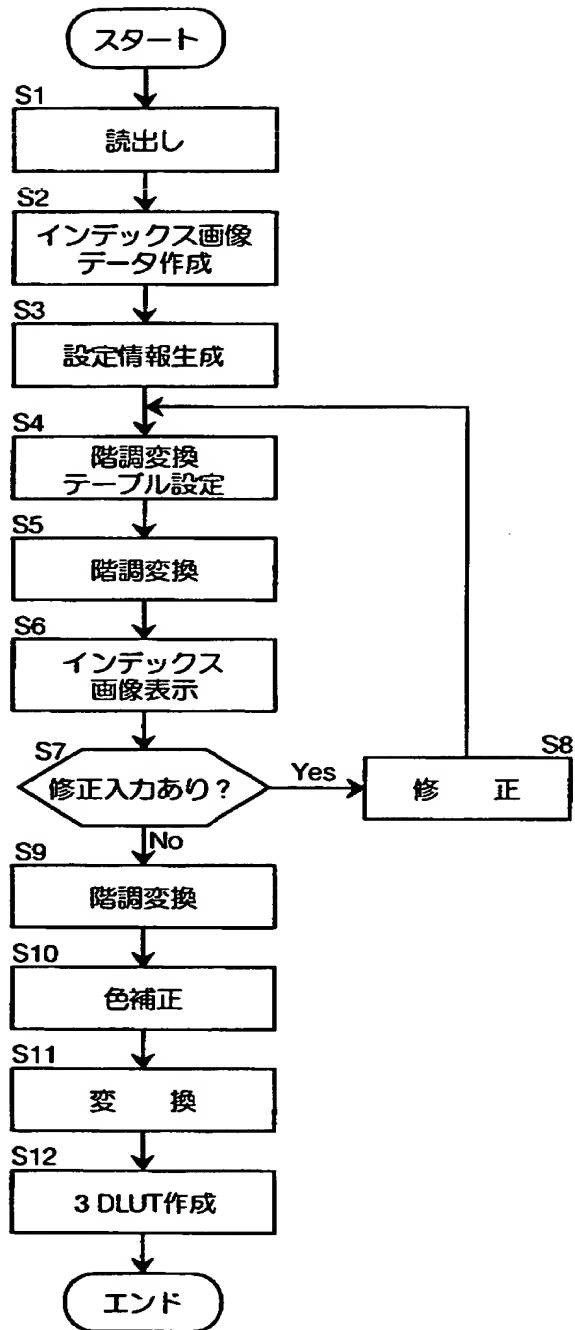 スタート
S1
読出し
S2
インデックス画像
データ作成
S3
設定情報生成
S4
階調変換
テーブル設定
S5
階調変換
S6
インデックス
画像表示
S7
修正入力あり?
Yes
S8
修 正
No
S9
階調変換
S10
色補正
S11
変 換
S12
3 DLUT作成
エンド